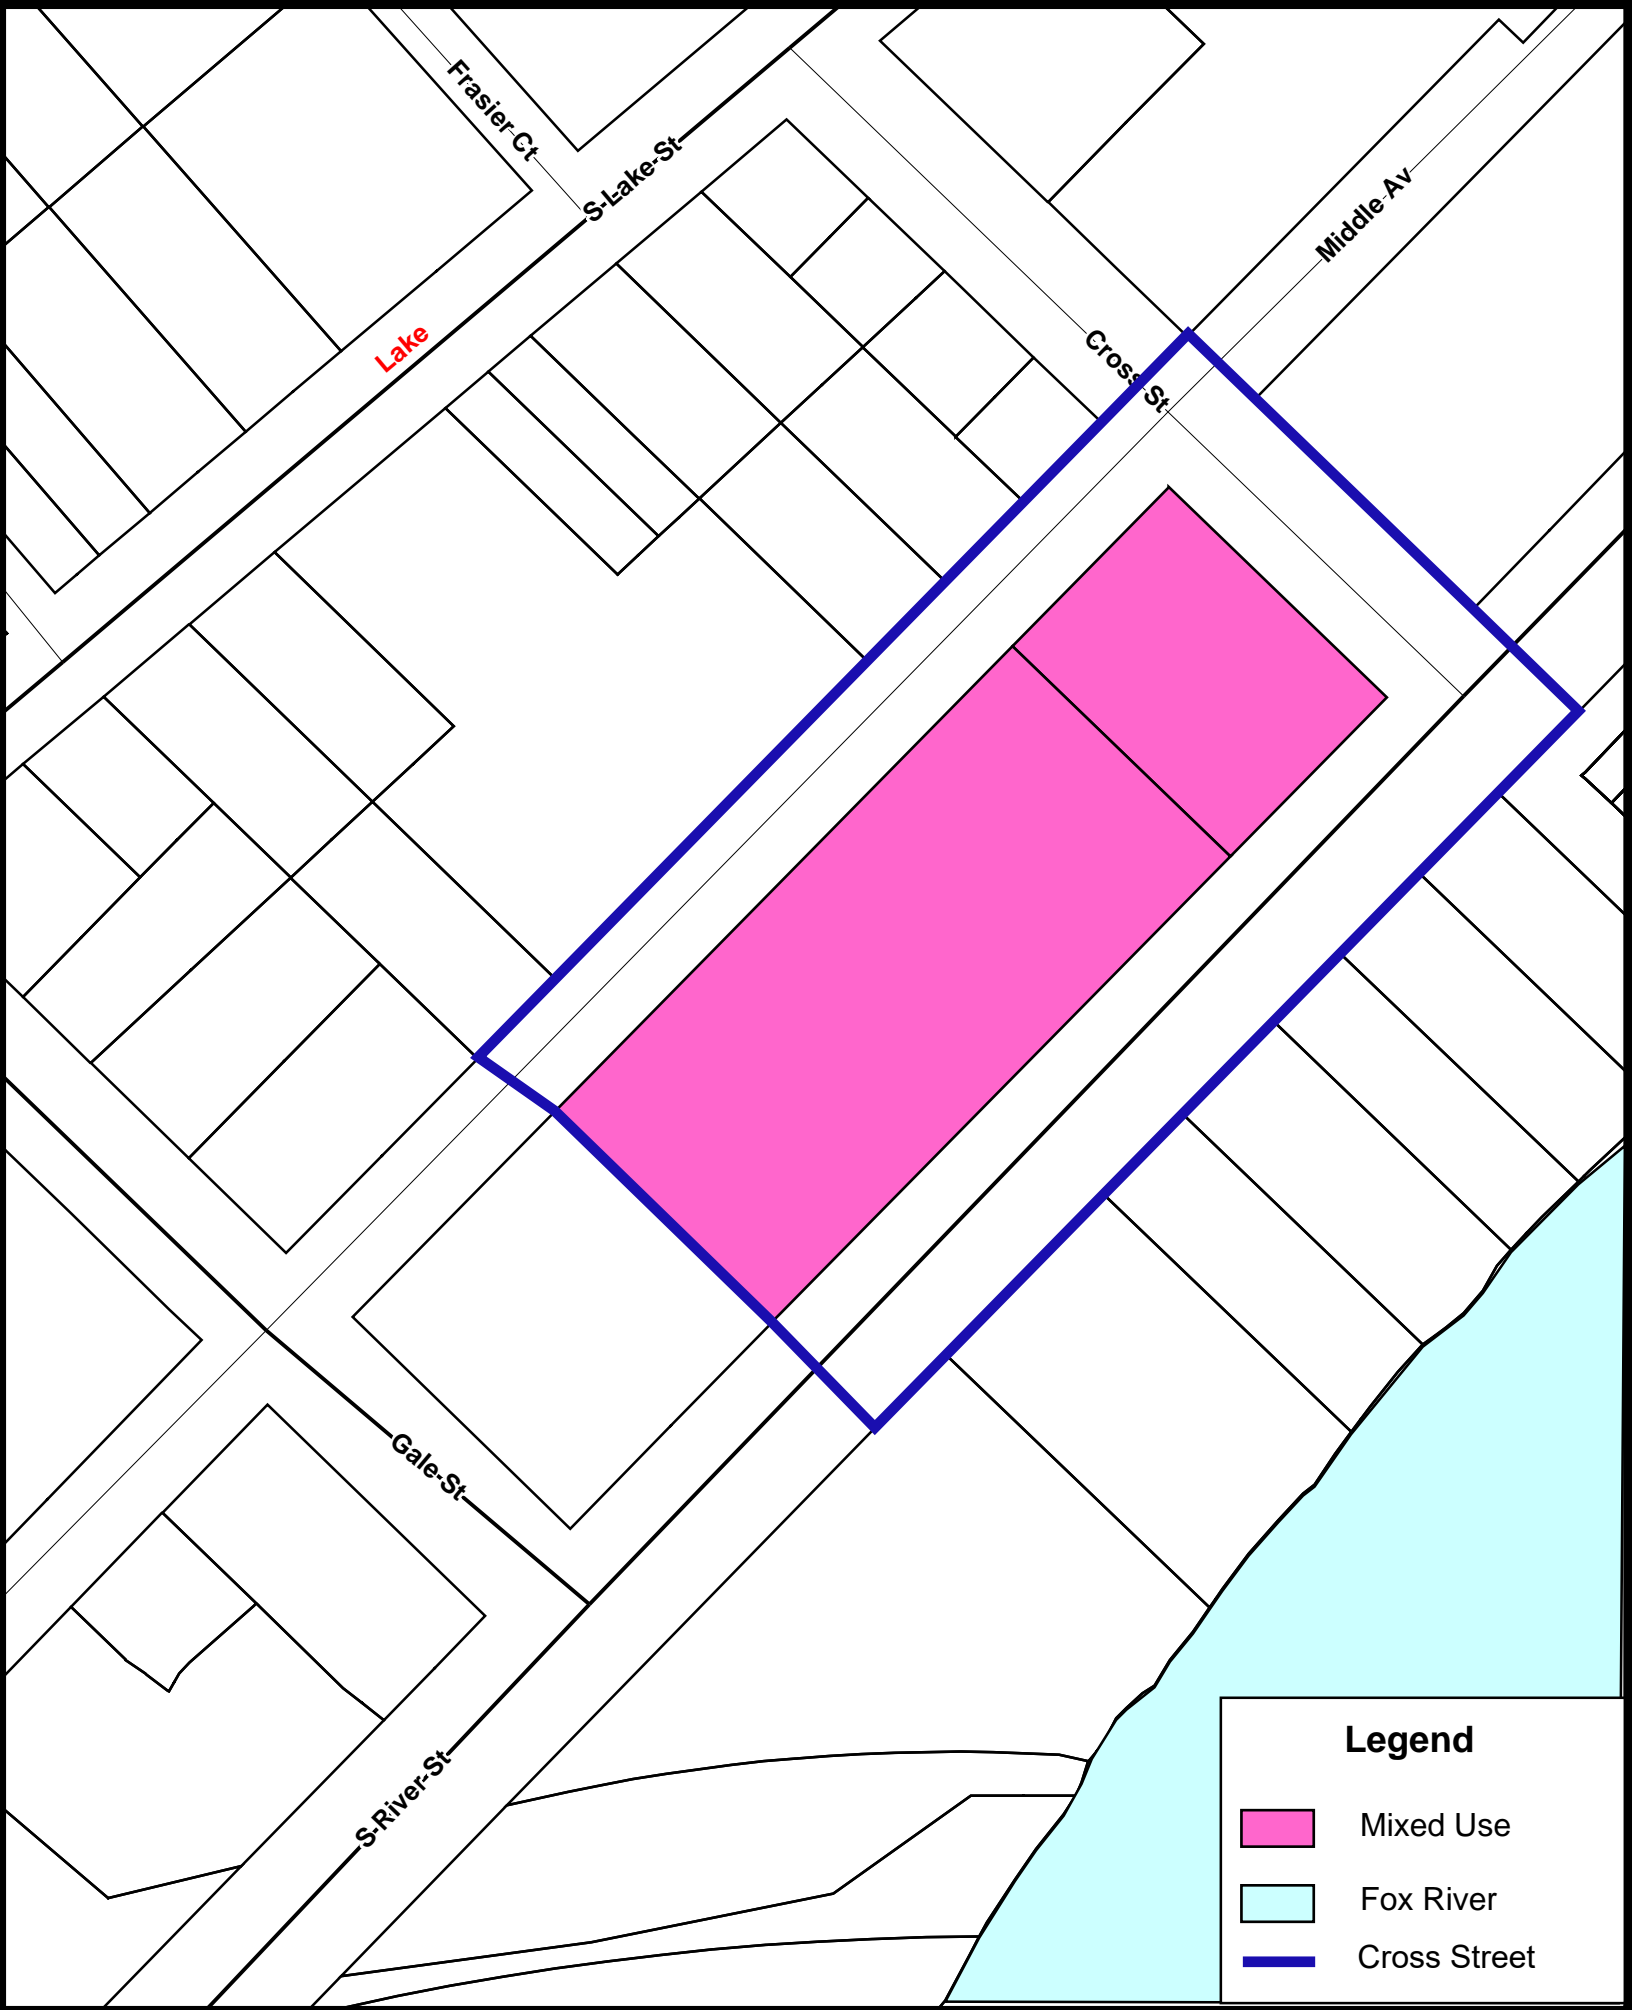 Frasier Ct
S Lake St
Middle Av
Lake
Cross St
Gale St
S River St
Legend
Mixed Use
Fox River
Cross Street